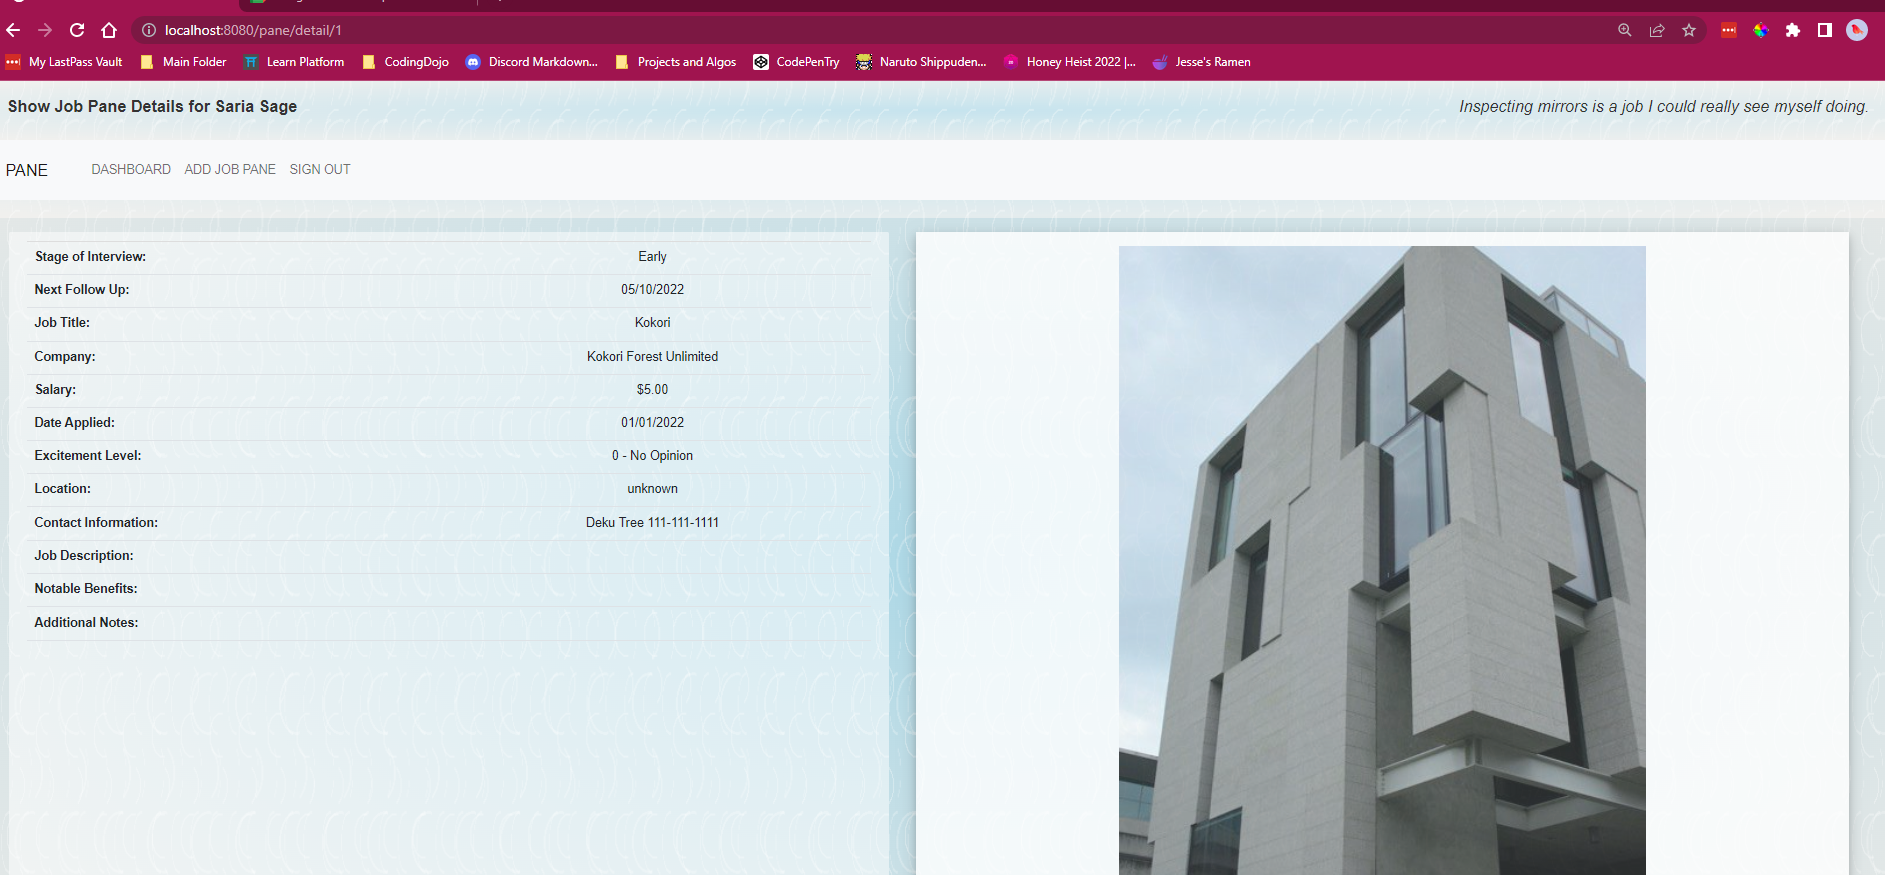 localhost:8080/pane/detail/1
My LastPass Vault Main Folder Learn Platform CodingDojo Discord Markdown... Projects and Algos CodePenTry Naruto Shippuden... Honey Heist 2022 |... Jesse's Ramen
Show Job Pane Details for Saria Sage
Inspecting mirrors is a job I could really see myself doing.
PANE DASHBOARD ADD JOB PANE SIGN OUT
Stage of Interview: Early
Next Follow Up: 05/10/2022
Job Title: Kokori
Company: Kokori Forest Unlimited
Salary: $5.00
Date Applied: 01/01/2022
Excitement Level: 0 - No Opinion
Location: unknown
Contact Information: Deku Tree 111-111-1111
Job Description:
Notable Benefits:
Additional Notes: